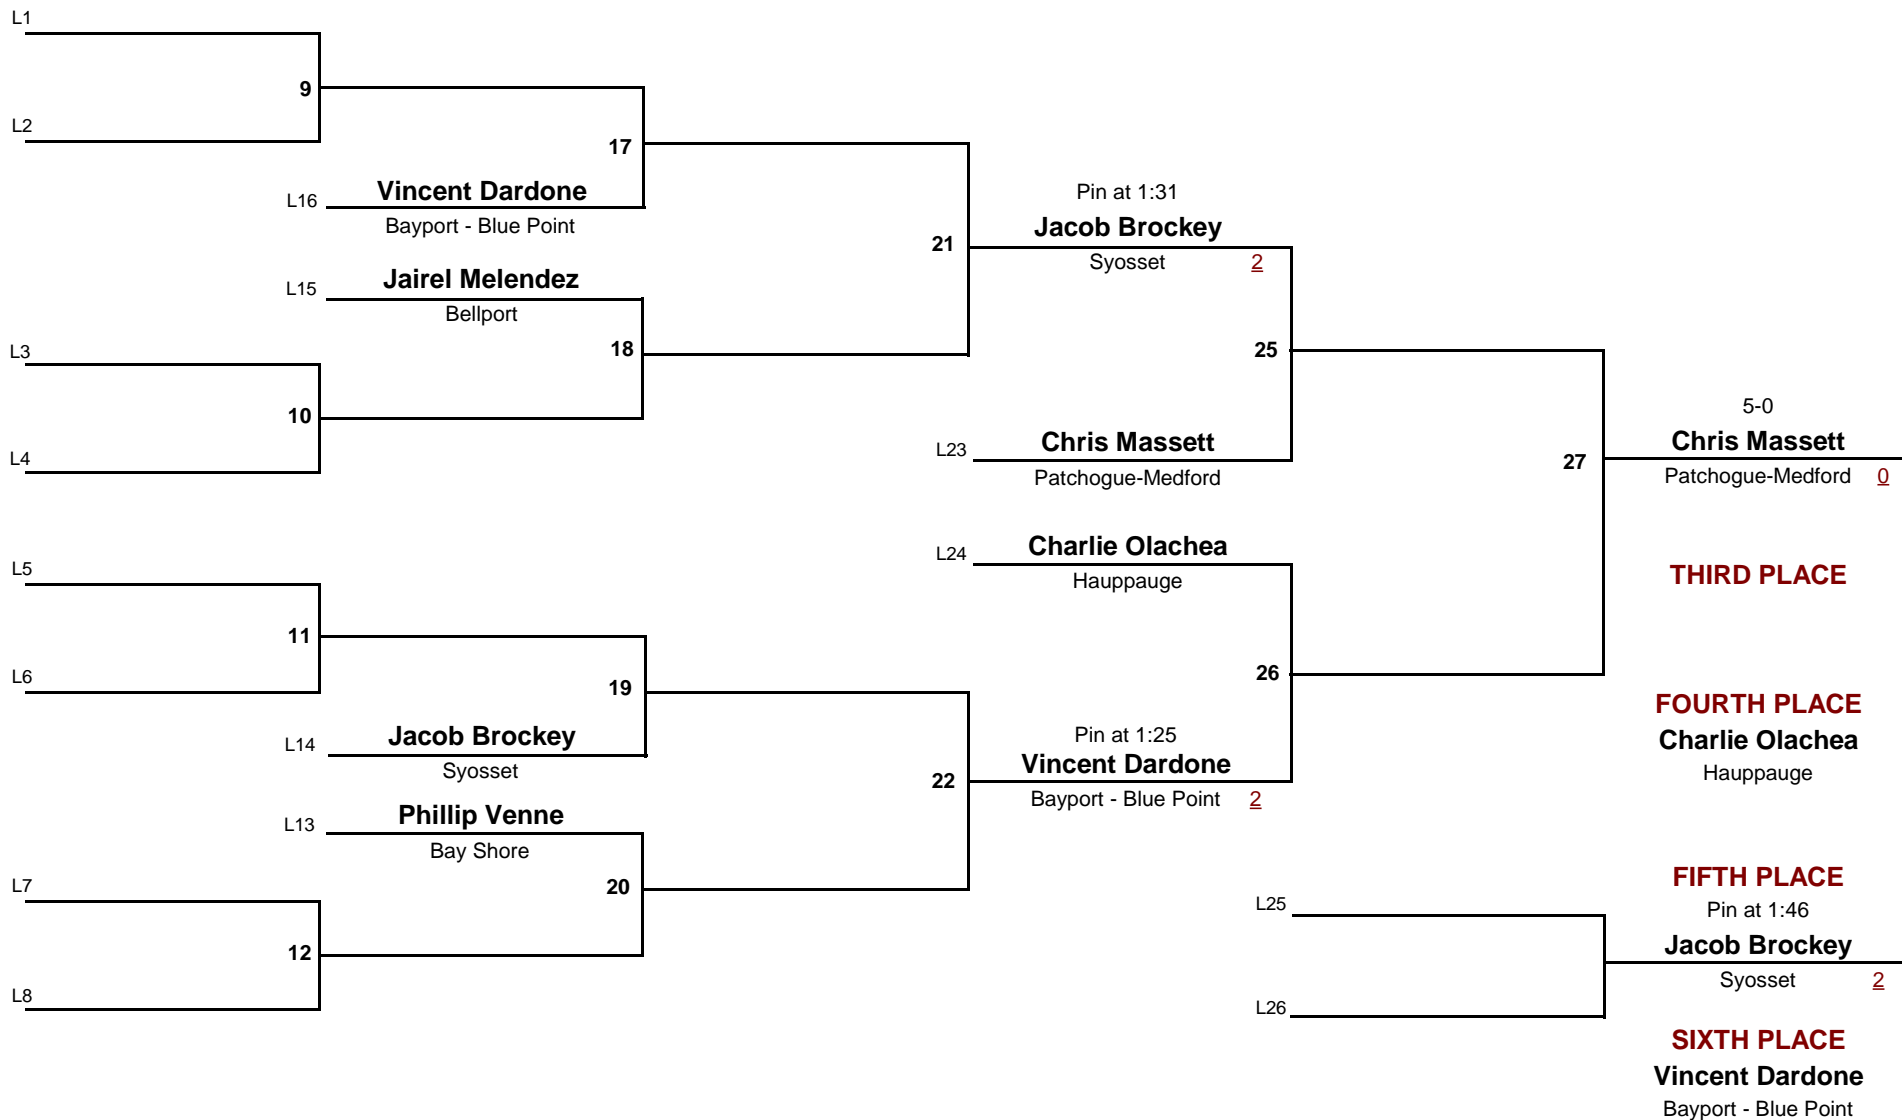 L1
9
L2
17
L16
Vincent Dardone
Bayport - Blue Point
21
Pin at 1:31
Jacob Brockey
Syosset 2
L15
Jairel Melendez
Bellport
18
L3
10
L4
25
L23
Chris Massett
Patchogue-Medford
27
5-0
Chris Massett
Patchogue-Medford 0
THIRD PLACE
L24
Charlie Olachea
Hauppauge
L5
11
L6
19
L14
Jacob Brockey
Syosset
26
22
Pin at 1:25
Vincent Dardone
Bayport - Blue Point 2
FOURTH PLACE
Charlie Olachea
Hauppauge
L13
Phillip Venne
Bay Shore
20
L7
12
L8
L25
FIFTH PLACE
Pin at 1:46
Jacob Brockey
Syosset 2
L26
SIXTH PLACE
Vincent Dardone
Bayport - Blue Point